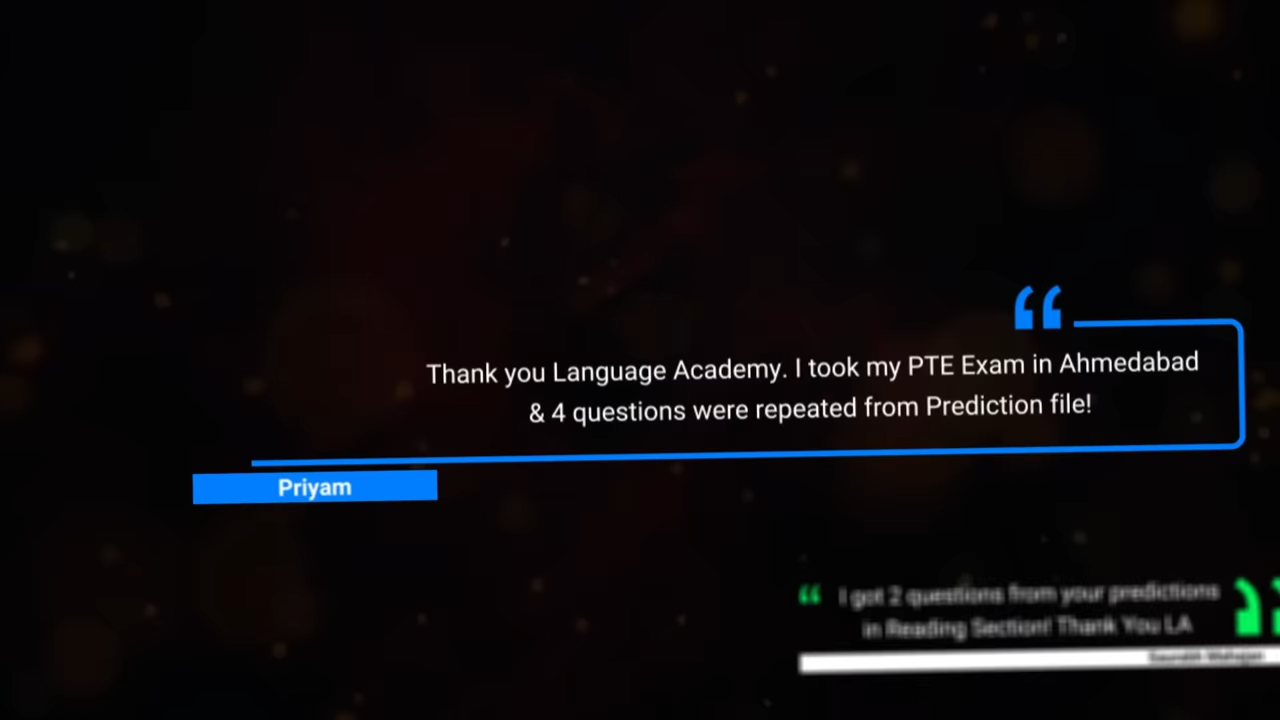 “
Thank you Language Academy. I took my PTE Exam in Ahmedabad
& 4 questions were repeated from Prediction file!
Priyam
“ I got 2 questions from your predictions
in Reading Section! Thank You LA